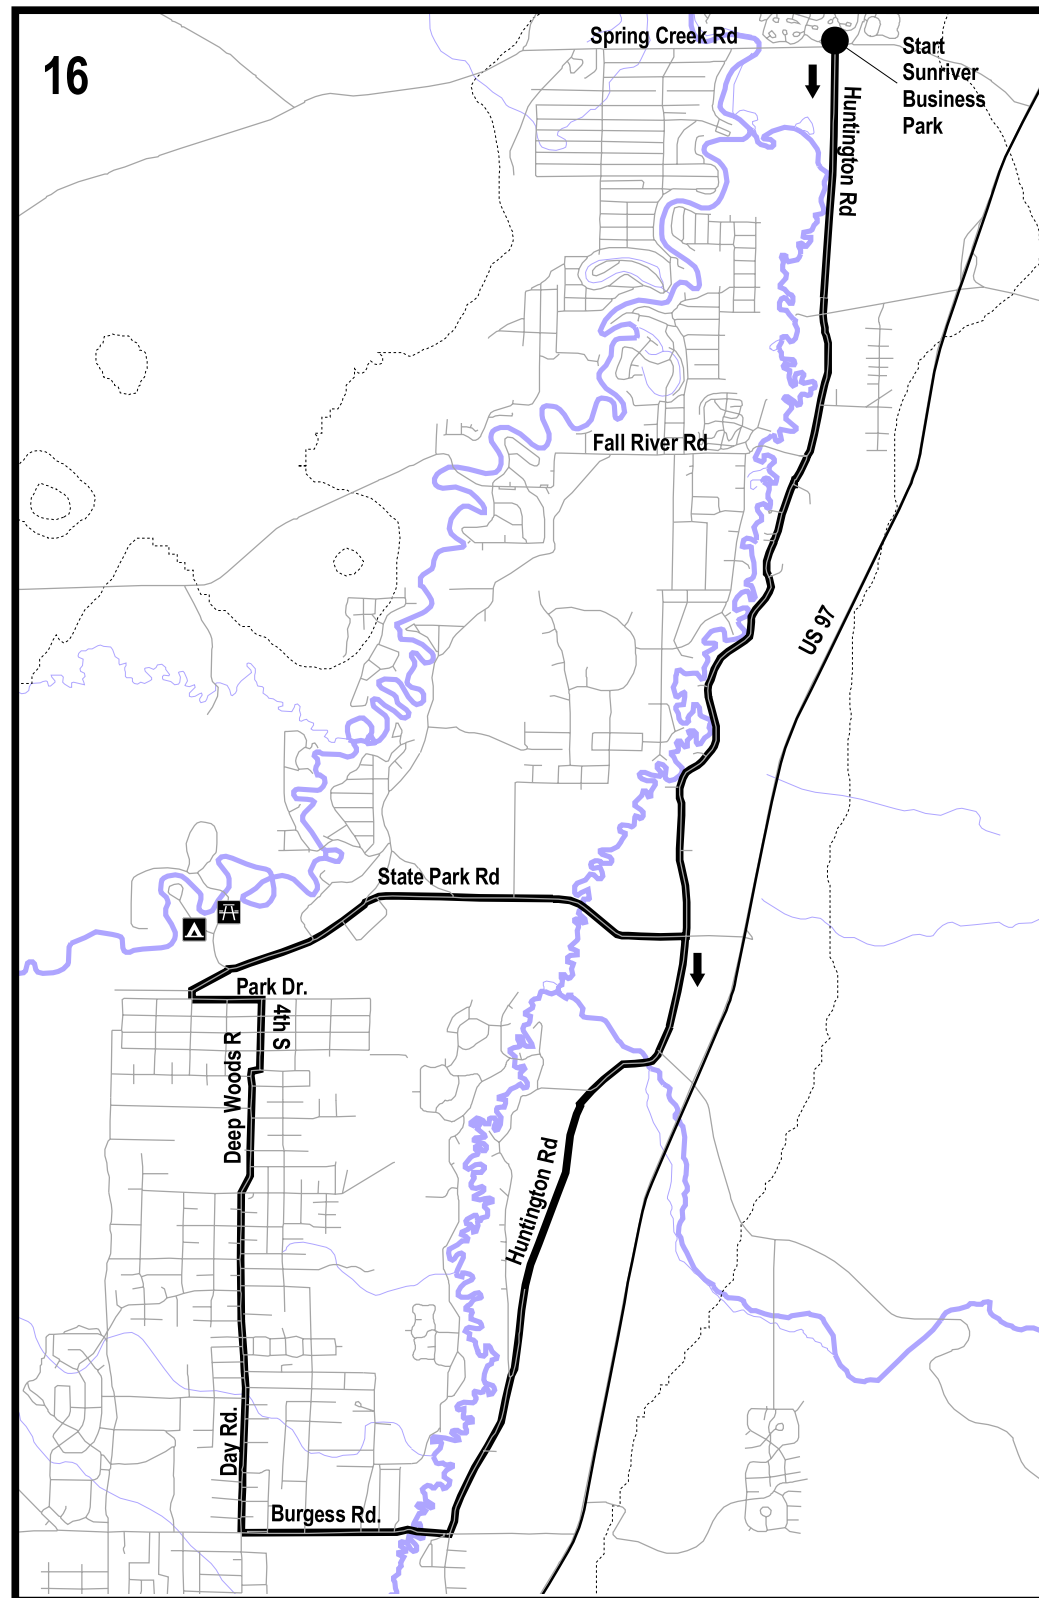 16
Spring Creek Rd
Start
Sunriver
Business
Park
Huntington Rd
Fall River Rd
US 97
State Park Rd
Park Dr.
4th S
Deep Woods R
Huntington Rd
Day Rd.
Burgess Rd.